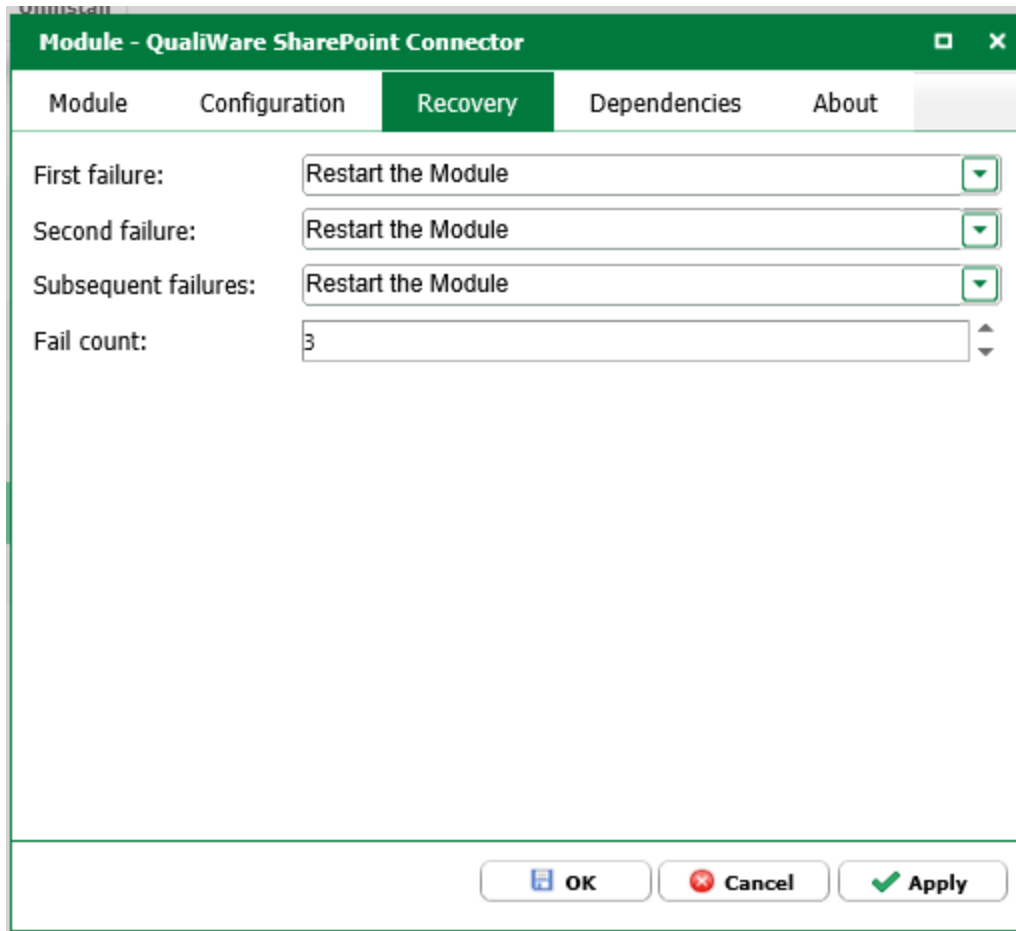 Uninstall
Module - QualiWare SharePoint Connector
Module Configuration Recovery Dependencies About
First failure: Restart the Module
Second failure: Restart the Module
Subsequent failures: Restart the Module
Fail count: 3
OK Cancel Apply